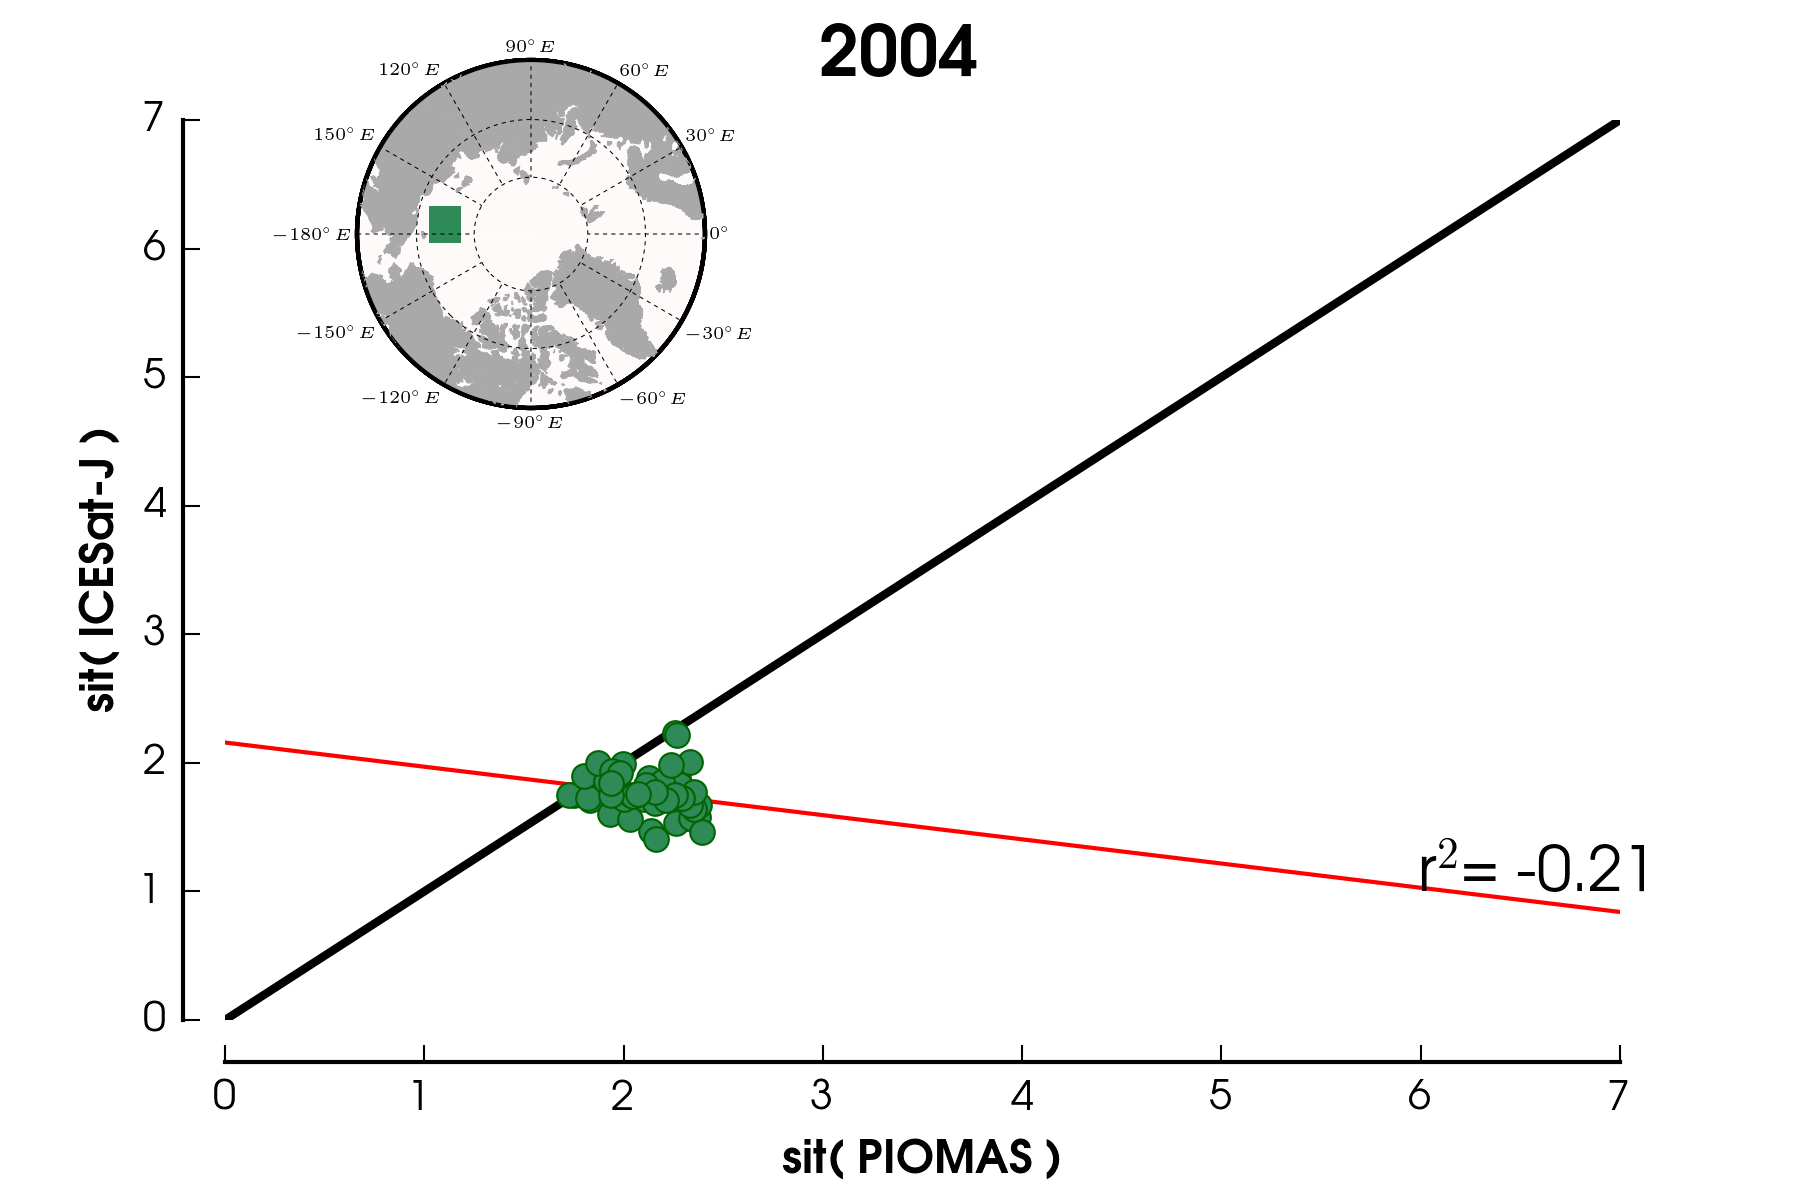 2004
90° E
120° E
60° E
150° E
30° E
−180° E
0°
−150° E
−30° E
−120° E
−60° E
−90° E
7
6
5
4
3
2
1
0
sit( ICESat-J )
r²= -0.21
0 1 2 3 4 5 6 7
sit( PIOMAS )